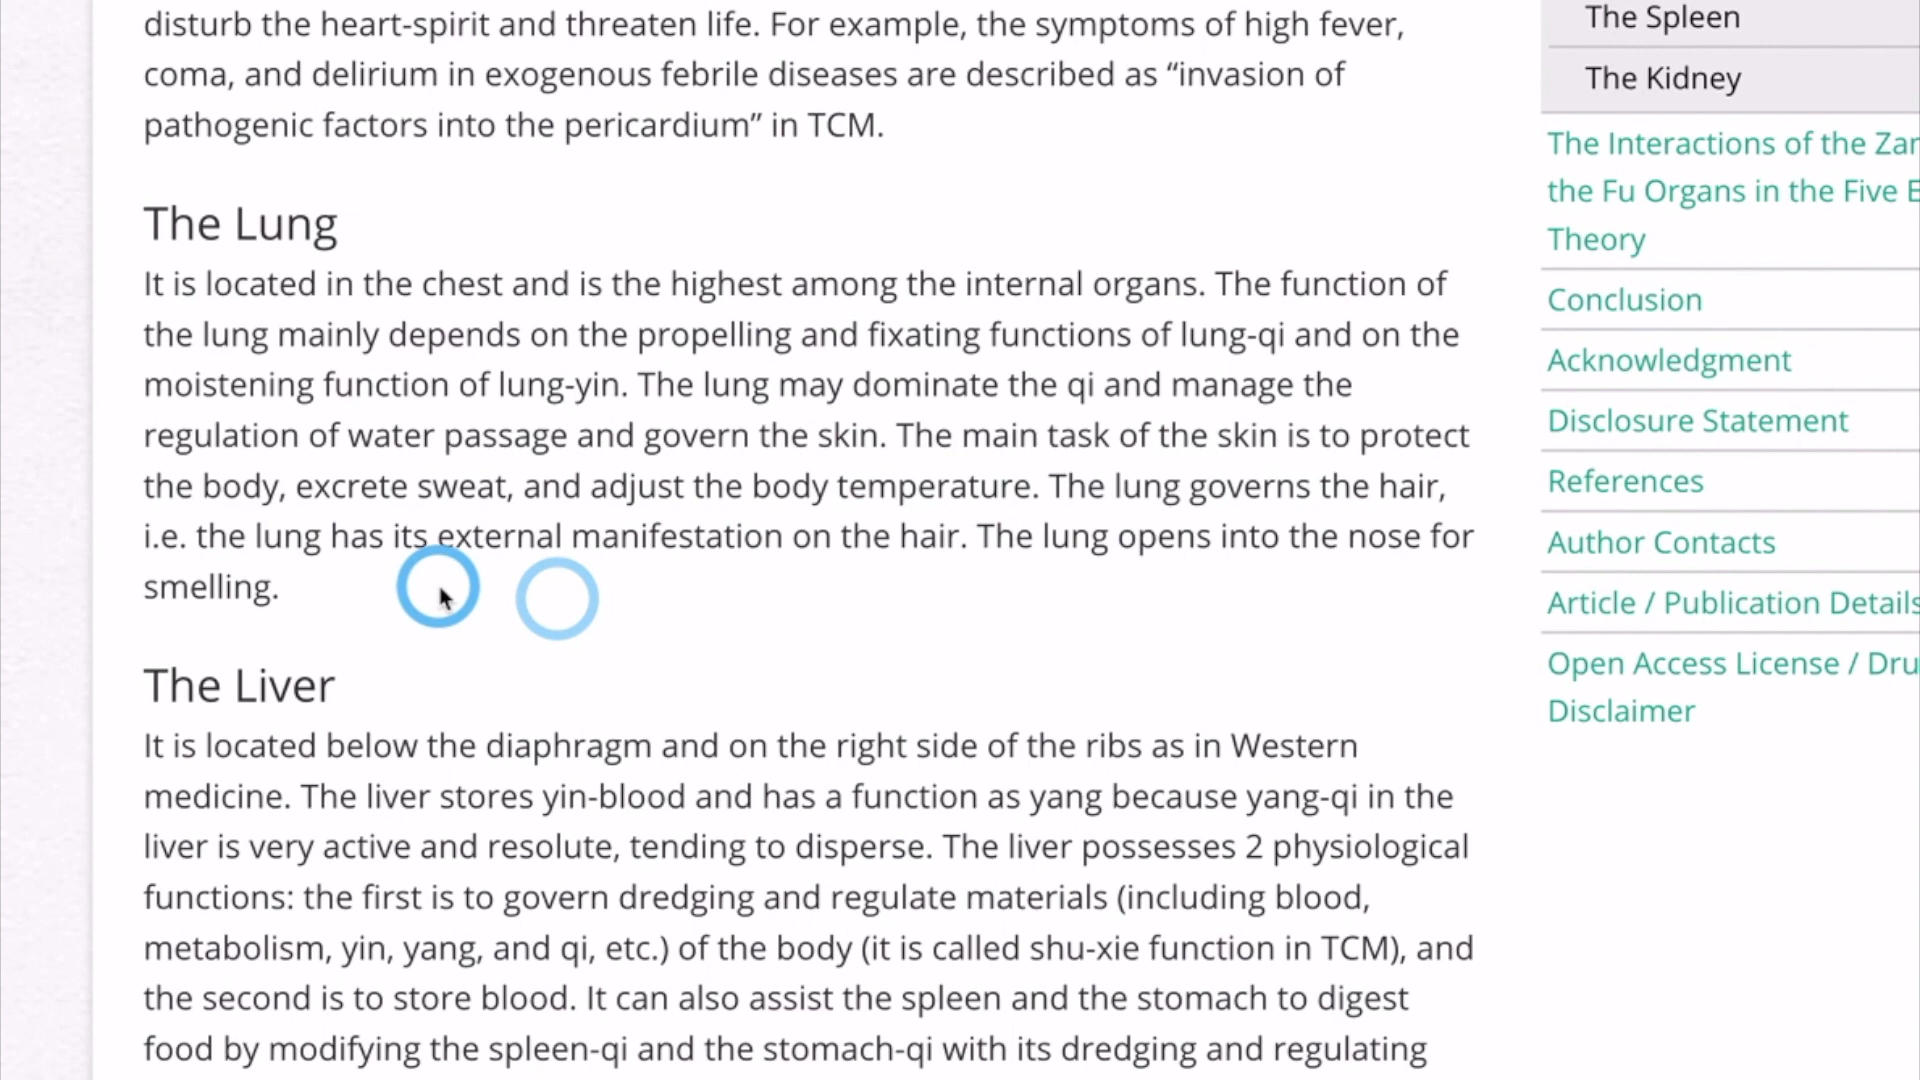 disturb the heart-spirit and threaten life. For example, the symptoms of high fever,
coma, and delirium in exogenous febrile diseases are described as “invasion of
pathogenic factors into the pericardium” in TCM.
The Lung
It is located in the chest and is the highest among the internal organs. The function of
the lung mainly depends on the propelling and fixating functions of lung-qi and on the
moistening function of lung-yin. The lung may dominate the qi and manage the
regulation of water passage and govern the skin. The main task of the skin is to protect
the body, excrete sweat, and adjust the body temperature. The lung governs the hair,
i.e. the lung has its external manifestation on the hair. The lung opens into the nose for
smelling.
The Liver
It is located below the diaphragm and on the right side of the ribs as in Western
medicine. The liver stores yin-blood and has a function as yang because yang-qi in the
liver is very active and resolute, tending to disperse. The liver possesses 2 physiological
functions: the first is to govern dredging and regulate materials (including blood,
metabolism, yin, yang, and qi, etc.) of the body (it is called shu-xie function in TCM), and
the second is to store blood. It can also assist the spleen and the stomach to digest
food by modifying the spleen-qi and the stomach-qi with its dredging and regulating
The Spleen
The Kidney
The Interactions of the Zan
the Fu Organs in the Five E
Theory
Conclusion
Acknowledgment
Disclosure Statement
References
Author Contacts
Article / Publication Details
Open Access License / Dru
Disclaimer